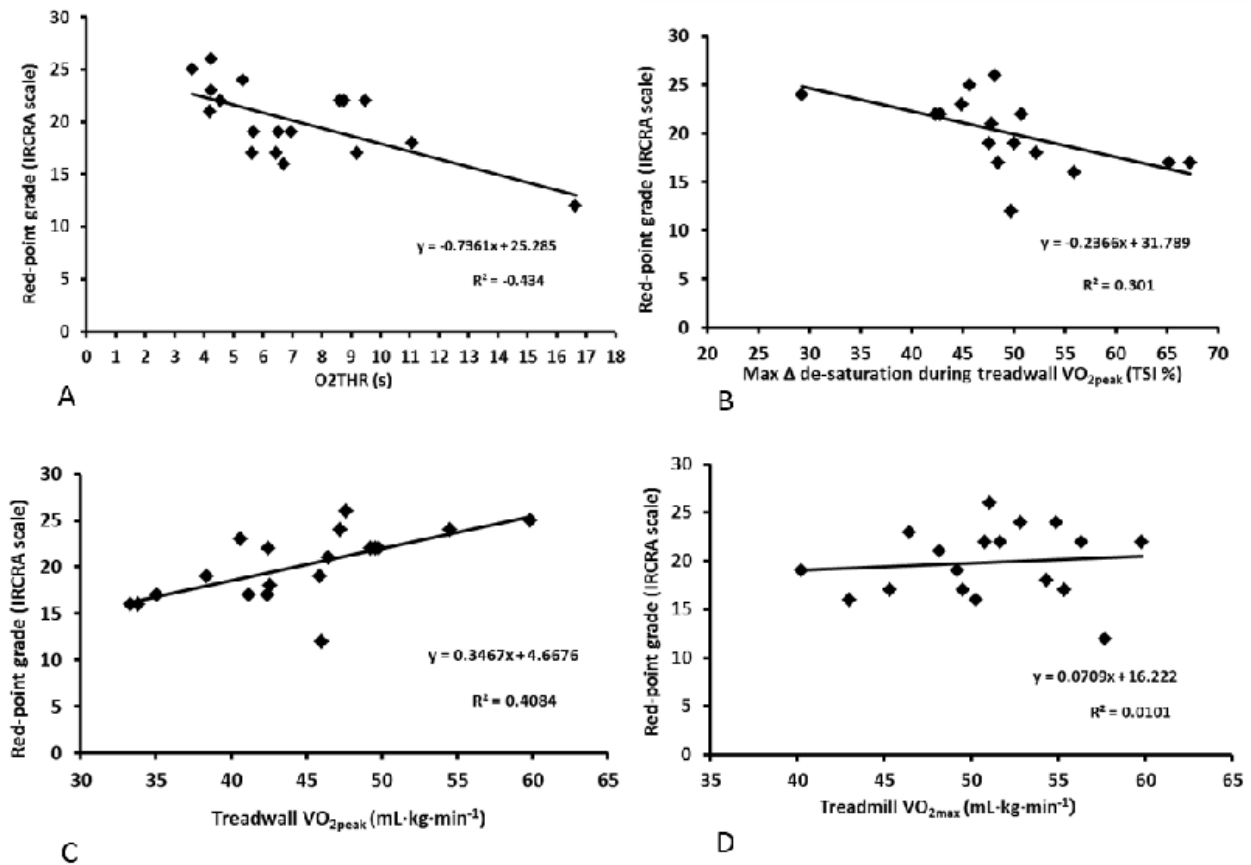 Red-point grade (IRCRA scale)
30
25
20
15
10
5
0
y = -0.7361x + 25.285
R² = -0.434
0 1 2 3 4 5 6 7 8 9 10 11 12 13 14 15 16 17 18
O2THR (s)
A
Red-point grade (IRCRA scale)
30
25
20
15
10
5
0
y = -0.2366x + 31.789
R² = 0.301
20 30 40 50 60 70
Max Δ de-saturation during treadwall VO2peak (TSI %)
B
Red-point grade (IRCRA scale)
30
25
20
15
10
5
0
y = 0.3467x + 4.6676
R² = 0.4084
30 35 40 45 50 55 60 65
Treadwall VO2peak (mL·kg·min⁻¹)
C
Red-point grade (IRCRA scale)
30
25
20
15
10
5
0
y = 0.0709x + 16.222
R² = 0.0101
35 40 45 50 55 60 65
Treadmill VO2max (mL·kg·min⁻¹)
D